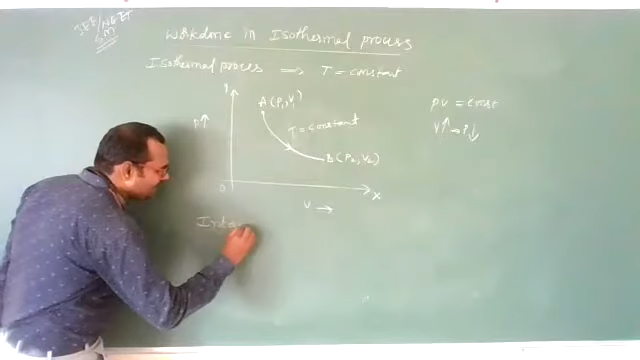 JEE/NEET
S.M
Workdone in Isothermal process
Isothermal process ⟹ T = constant
Y
A (P₁,V₁)
PV = const
P↑
T = constant
V↑ → P↓
B (P₂, V₂)
O
V →
X